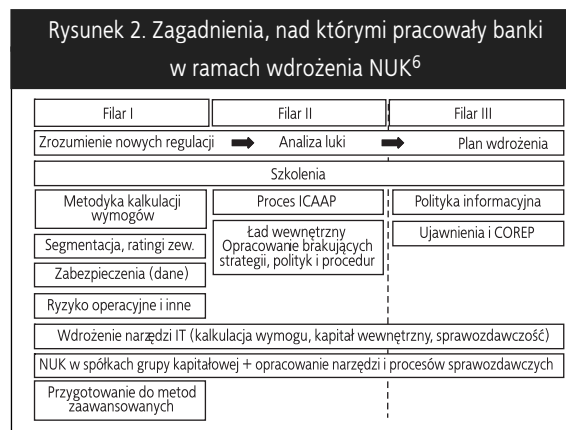 Rysunek 2. Zagadnienia, nad którymi pracowały banki
w ramach wdrożenia NUK6
Filar I
Filar II
Filar III
Zrozumienie nowych regulacji
Analiza luki
Plan wdrożenia
Szkolenia
Metodyka kalkulacji
wymogów
Proces ICAAP
Polityka informacyjna
Segmentacja, ratingi zew.
Ład wewnętrzny
Opracowanie brakujących
strategii, polityk i procedur
Ujawnienia i COREP
Zabezpieczenia (dane)
Ryzyko operacyjne i inne
Wdrożenie narzędzi IT (kalkulacja wymogu, kapitał wewnętrzny, sprawozdawczość)
NUK w spółkach grupy kapitałowej + opracowanie narzędzi i procesów sprawozdawczych
Przygotowanie do metod
zaawansowanych